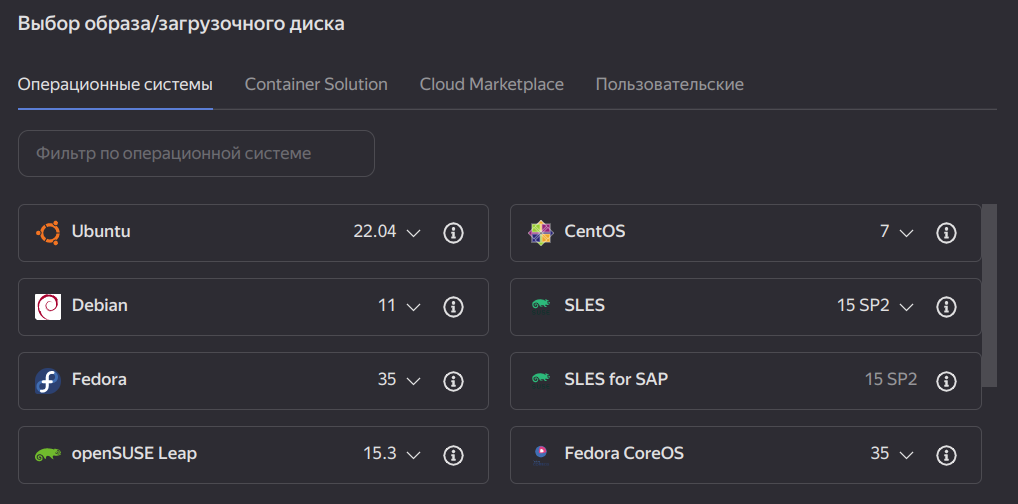 Выбор образа/загрузочного диска
Операционные системы Container Solution Cloud Marketplace Пользовательские
Фильтр по операционной системе
Ubuntu 22.04
CentOS 7
Debian 11
SLES 15 SP2
Fedora 35
SLES for SAP 15 SP2
openSUSE Leap 15.3
Fedora CoreOS 35